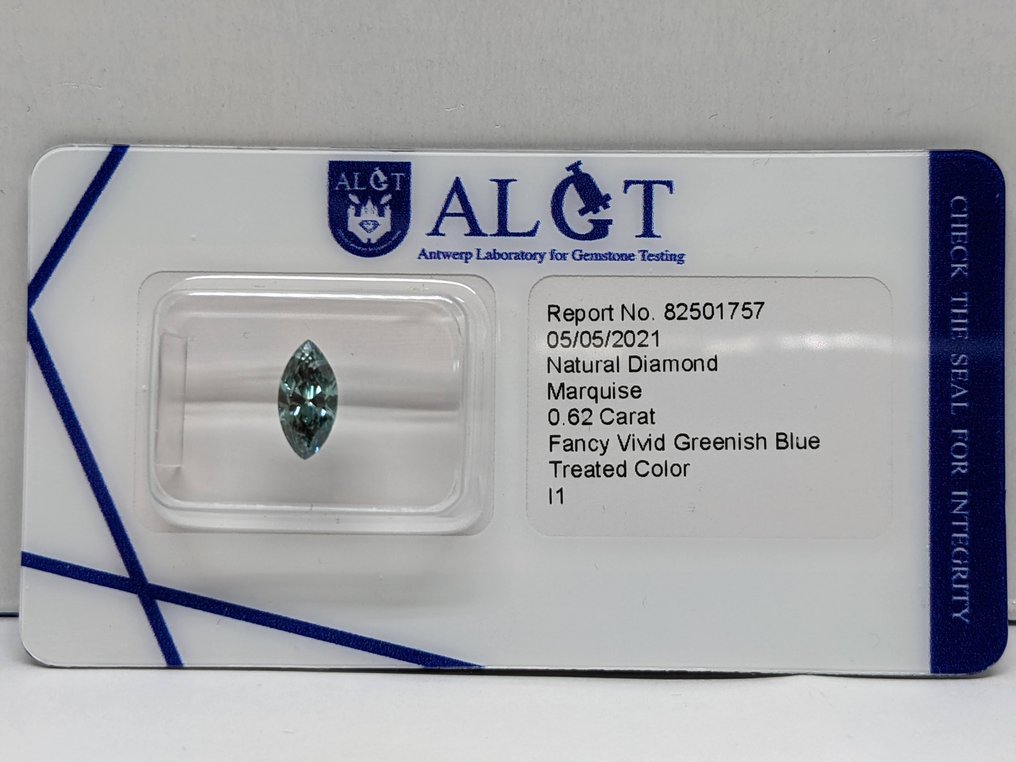 ALGT
ALGT
Antwerp Laboratory for Gemstone Testing
Report No. 82501757
05/05/2021
Natural Diamond
Marquise
0.62 Carat
Fancy Vivid Greenish Blue
Treated Color
I1
CHECK THE SEAL FOR INTEGRITY